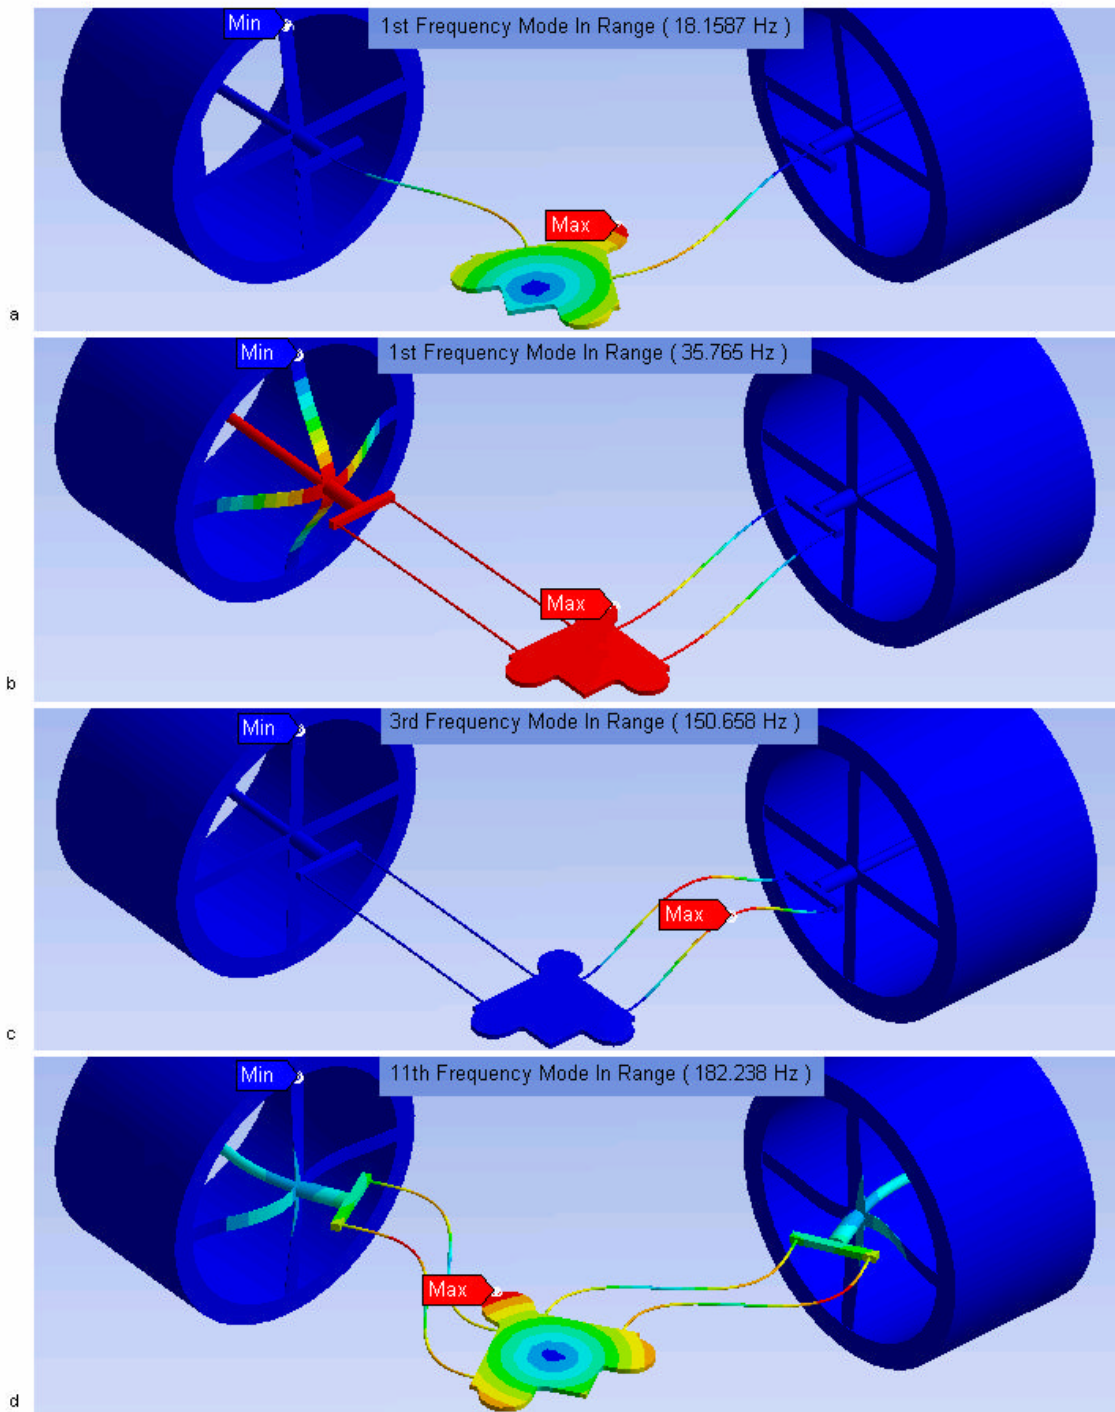 Min
1st Frequency Mode In Range ( 18.1587 Hz )
Max
a
Min
1st Frequency Mode In Range ( 35.765 Hz )
Max
b
Min
3rd Frequency Mode In Range ( 150.658 Hz )
Max
c
Min
11th Frequency Mode In Range ( 182.238 Hz )
Max
d